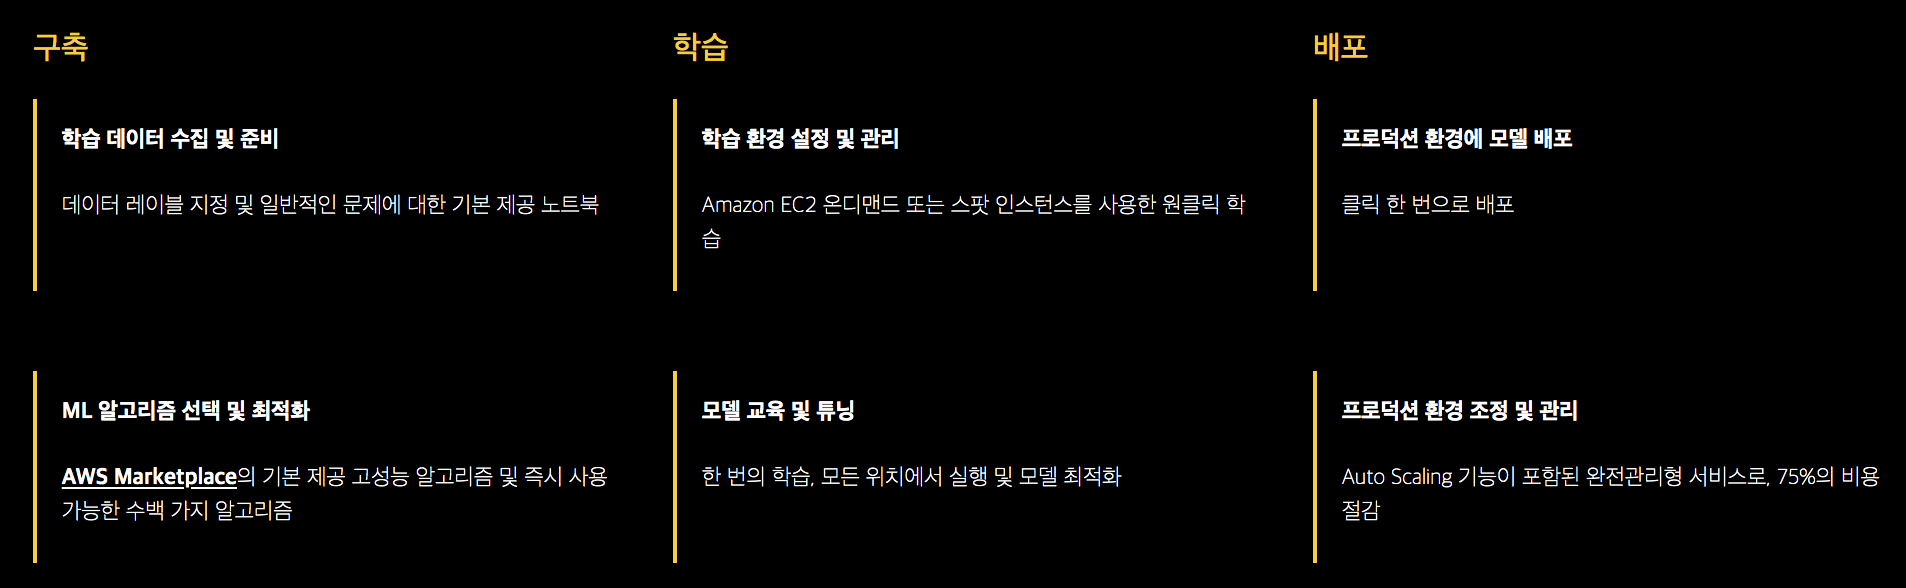 구축
학습 데이터 수집 및 준비
데이터 레이블 지정 및 일반적인 문제에 대한 기본 제공 노트북
ML 알고리즘 선택 및 최적화
AWS Marketplace의 기본 제공 고성능 알고리즘 및 즉시 사용
가능한 수백 가지 알고리즘
학습
학습 환경 설정 및 관리
Amazon EC2 온디맨드 또는 스팟 인스턴스를 사용한 원클릭 학
습
모델 교육 및 튜닝
한 번의 학습, 모든 위치에서 실행 및 모델 최적화
배포
프로덕션 환경에 모델 배포
클릭 한 번으로 배포
프로덕션 환경 조정 및 관리
Auto Scaling 기능이 포함된 완전관리형 서비스로, 75%의 비용
절감